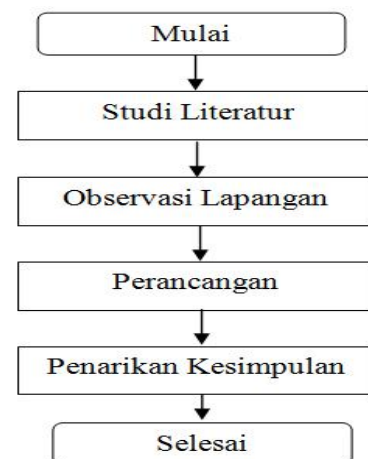 Mulai
Studi Literatur
Observasi Lapangan
Perancangan
Penarikan Kesimpulan
Selesai